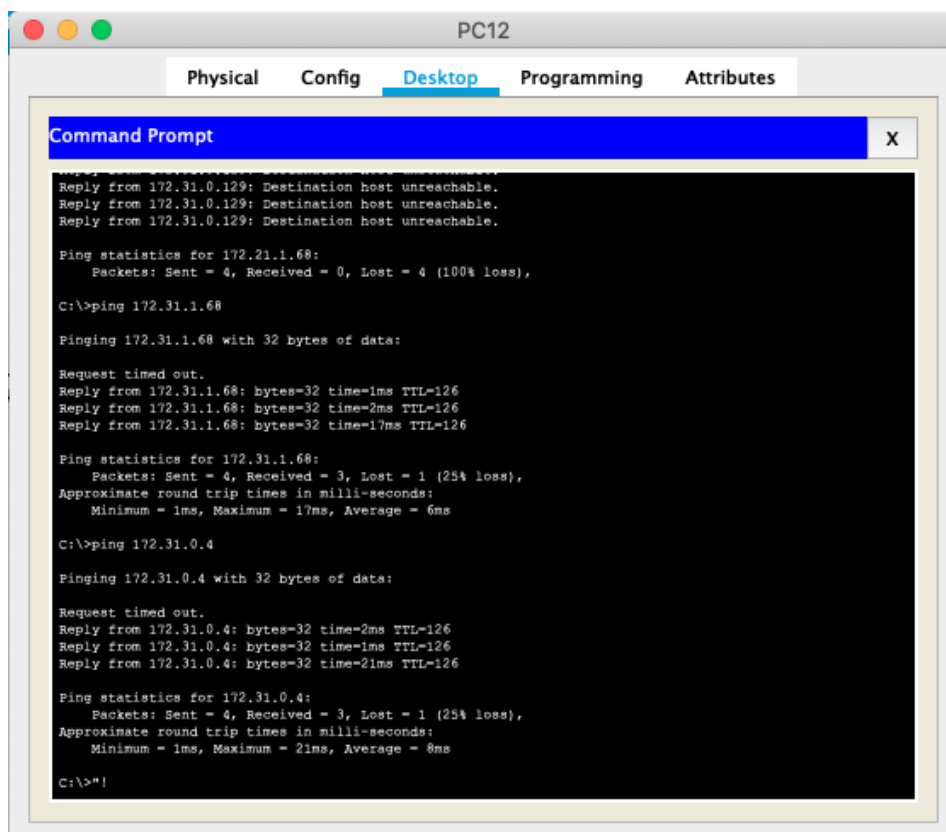 PC12
Physical Config Desktop Programming Attributes
Command Prompt X
Reply from 172.31.0.129: Destination host unreachable.
Reply from 172.31.0.129: Destination host unreachable.
Reply from 172.31.0.129: Destination host unreachable.
Ping statistics for 172.21.1.68:
Packets: Sent = 4, Received = 0, Lost = 4 (100% loss),
C:\>ping 172.31.1.68
Pinging 172.31.1.68 with 32 bytes of data:
Request timed out.
Reply from 172.31.1.68: bytes=32 time=1ms TTL=126
Reply from 172.31.1.68: bytes=32 time=2ms TTL=126
Reply from 172.31.1.68: bytes=32 time=17ms TTL=126
Ping statistics for 172.31.1.68:
Packets: Sent = 4, Received = 3, Lost = 1 (25% loss),
Approximate round trip times in milli-seconds:
Minimum = 1ms, Maximum = 17ms, Average = 6ms
C:\>ping 172.31.0.4
Pinging 172.31.0.4 with 32 bytes of data:
Request timed out.
Reply from 172.31.0.4: bytes=32 time=2ms TTL=126
Reply from 172.31.0.4: bytes=32 time=1ms TTL=126
Reply from 172.31.0.4: bytes=32 time=21ms TTL=126
Ping statistics for 172.31.0.4:
Packets: Sent = 4, Received = 3, Lost = 1 (25% loss),
Approximate round trip times in milli-seconds:
Minimum = 1ms, Maximum = 21ms, Average = 8ms
C:\>"!